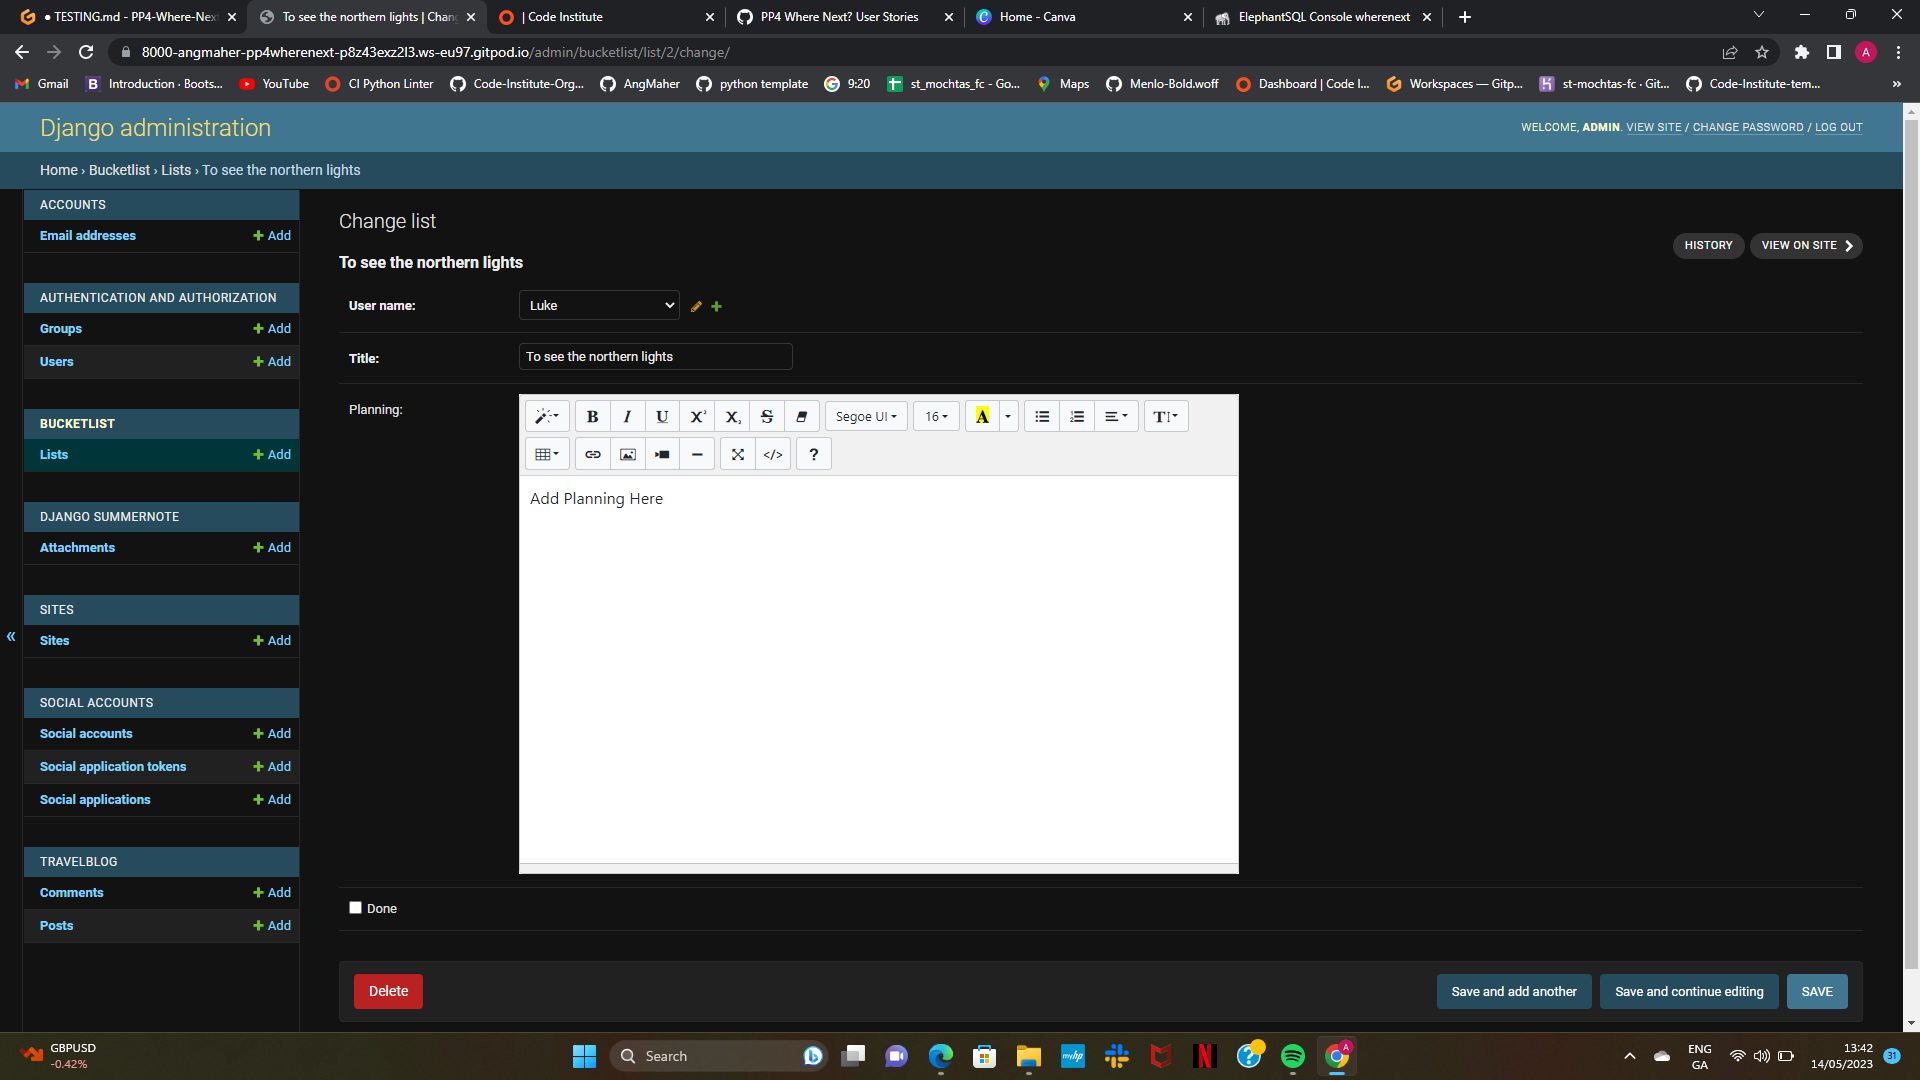 TESTING.md - PP4-Where-Nex
To see the northern lights | Chan
| Code Institute
PP4 Where Next? User Stories
Home - Canva
ElephantSQL Console wherenext
8000-angmaher-pp4wherenext-p8z43exz2l3.ws-eu97.gitpod.io/admin/bucketlist/list/2/change/
A
Gmail
B Introduction · Boots...
YouTube
CI Python Linter
Code-Institute-Org...
AngMaher
python template
9:20
st_mochtas_fc - Go...
Maps
Menlo-Bold.woff
Dashboard | Code I...
Workspaces — Gitp...
st-mochtas-fc · Git...
Code-Institute-tem...
»
Django administration
WELCOME, ADMIN. VIEW SITE / CHANGE PASSWORD / LOG OUT
Home › Bucketlist › Lists › To see the northern lights
ACCOUNTS
Email addresses
Add
AUTHENTICATION AND AUTHORIZATION
Groups
Add
Users
Add
BUCKETLIST
Lists
Add
DJANGO SUMMERNOTE
Attachments
Add
SITES
Sites
Add
SOCIAL ACCOUNTS
Social accounts
Add
Social application tokens
Add
Social applications
Add
TRAVELBLOG
Comments
Add
Posts
Add
«
Change list
HISTORY
VIEW ON SITE
To see the northern lights
User name:
Luke
Title:
To see the northern lights
Planning:
B I U X² X₂ S Segoe UI 16 A T
</> ?
Add Planning Here
Done
Delete
Save and add another
Save and continue editing
SAVE
GBPUSD
-0.42%
Search
myhp
N
A
ENG
GA
13:42
14/05/2023
31